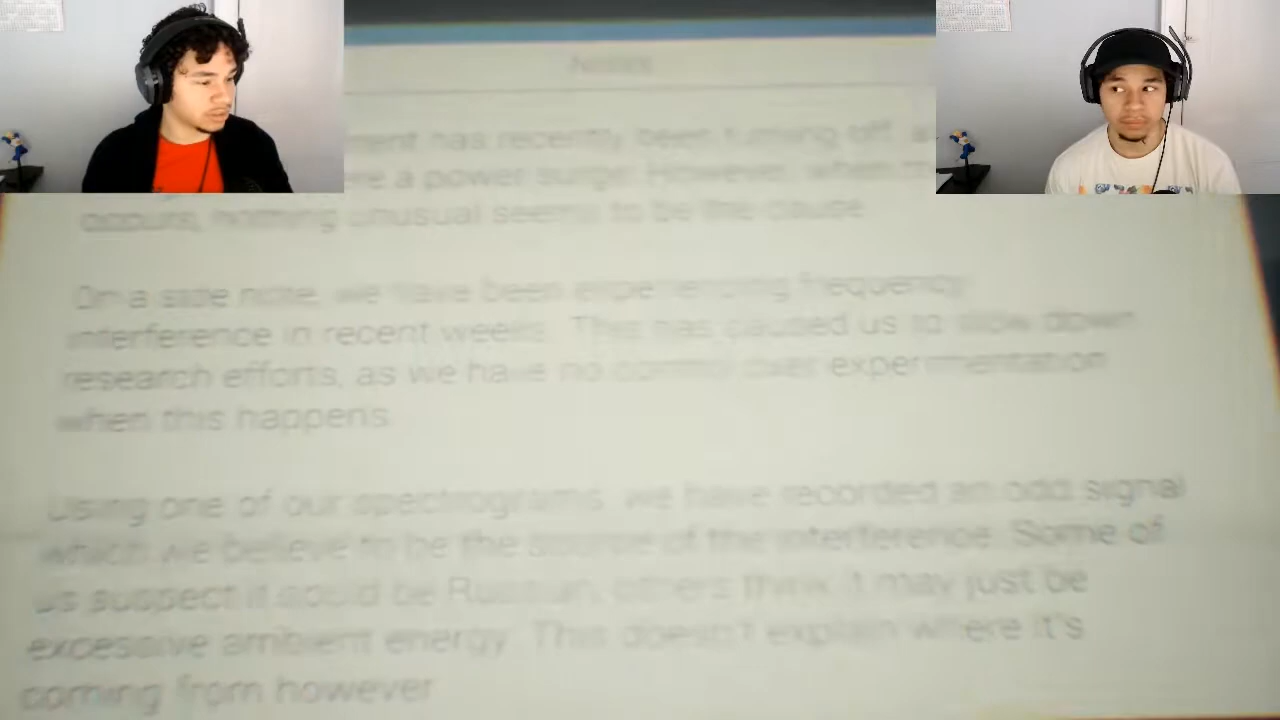 Notes
ment has recently been turning off, a
re a power surge. However, when
occurs, nothing unusual seems to be the cause.
On a side note, we have been experiencing frequency
interference in recent weeks. This has caused us to slow down
research efforts, as we have no control over experimentation
when this happens.
Using one of our spectrograms, we have recorded an odd signal
which we believe to be the source of the interference. Some of
us suspect it could be Russian, others think it may just be
excessive ambient energy. This doesn't explain where it's
coming from however